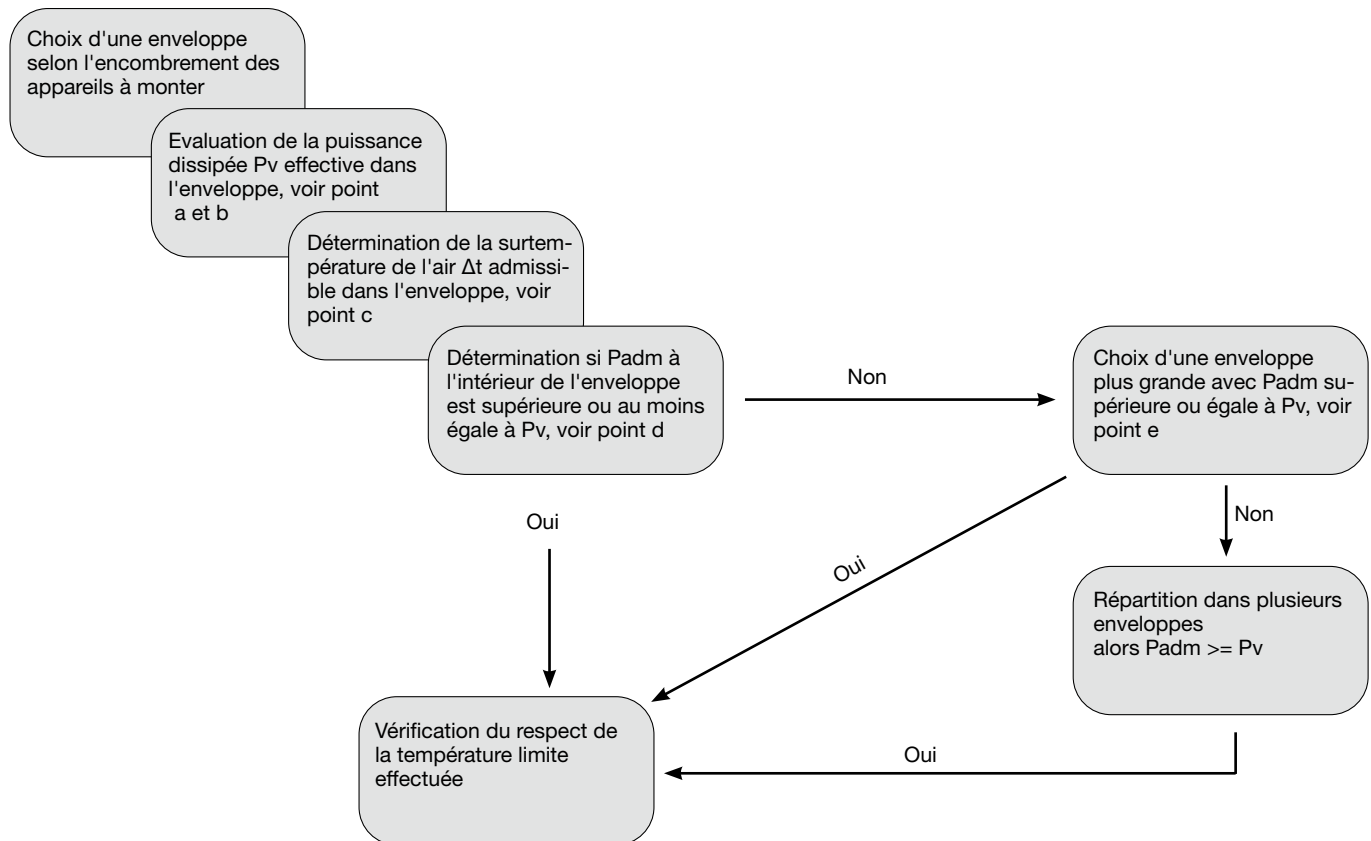 Choix d'une enveloppe
selon l'encombrement des
appareils à monter
Evaluation de la puissance
dissipée Pv effective dans
l'enveloppe, voir point
a et b
Détermination de la surtem-
pérature de l'air Δt admissi-
ble dans l'enveloppe, voir
point c
Détermination si Padm à
l'intérieur de l'enveloppe
est supérieure ou au moins
égale à Pv, voir point d
Non
Choix d'une enveloppe
plus grande avec Padm su-
périeure ou égale à Pv, voir
point e
Oui
Oui
Non
Répartition dans plusieurs
enveloppes
alors Padm >= Pv
Vérification du respect de
la température limite
effectuée
Oui